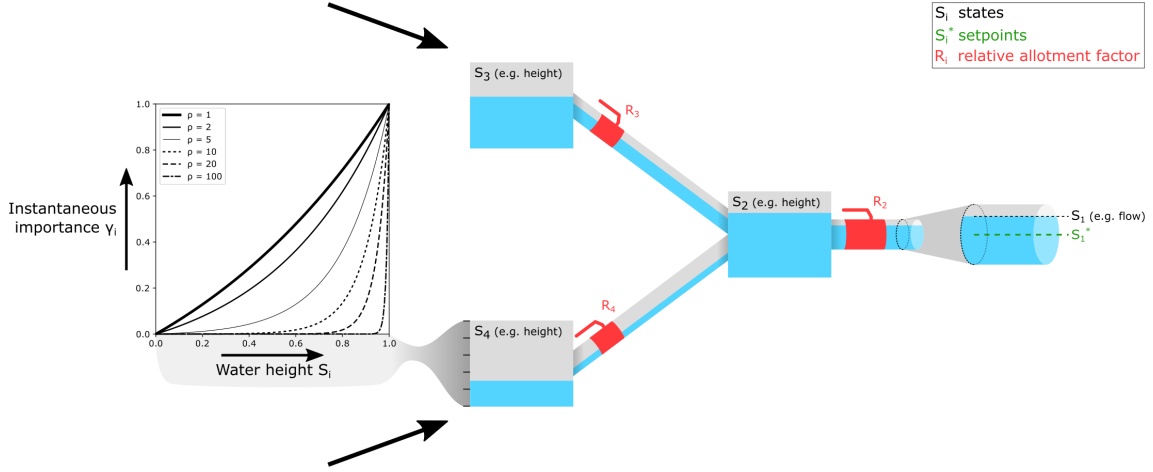 Sᵢ states
Sᵢ* setpoints
Rᵢ relative allotment factor
S₃ (e.g. height)
R₃
1.0
0.8
0.6
0.4
0.2
0.0
ρ = 1
ρ = 2
ρ = 5
ρ = 10
ρ = 20
ρ = 100
Instantaneous
importance γᵢ
0.0 0.2 0.4 0.6 0.8 1.0
Water height Sᵢ
S₂ (e.g. height)
R₂
S₁ (e.g. flow)
S₁*
R₄
S₄ (e.g. height)